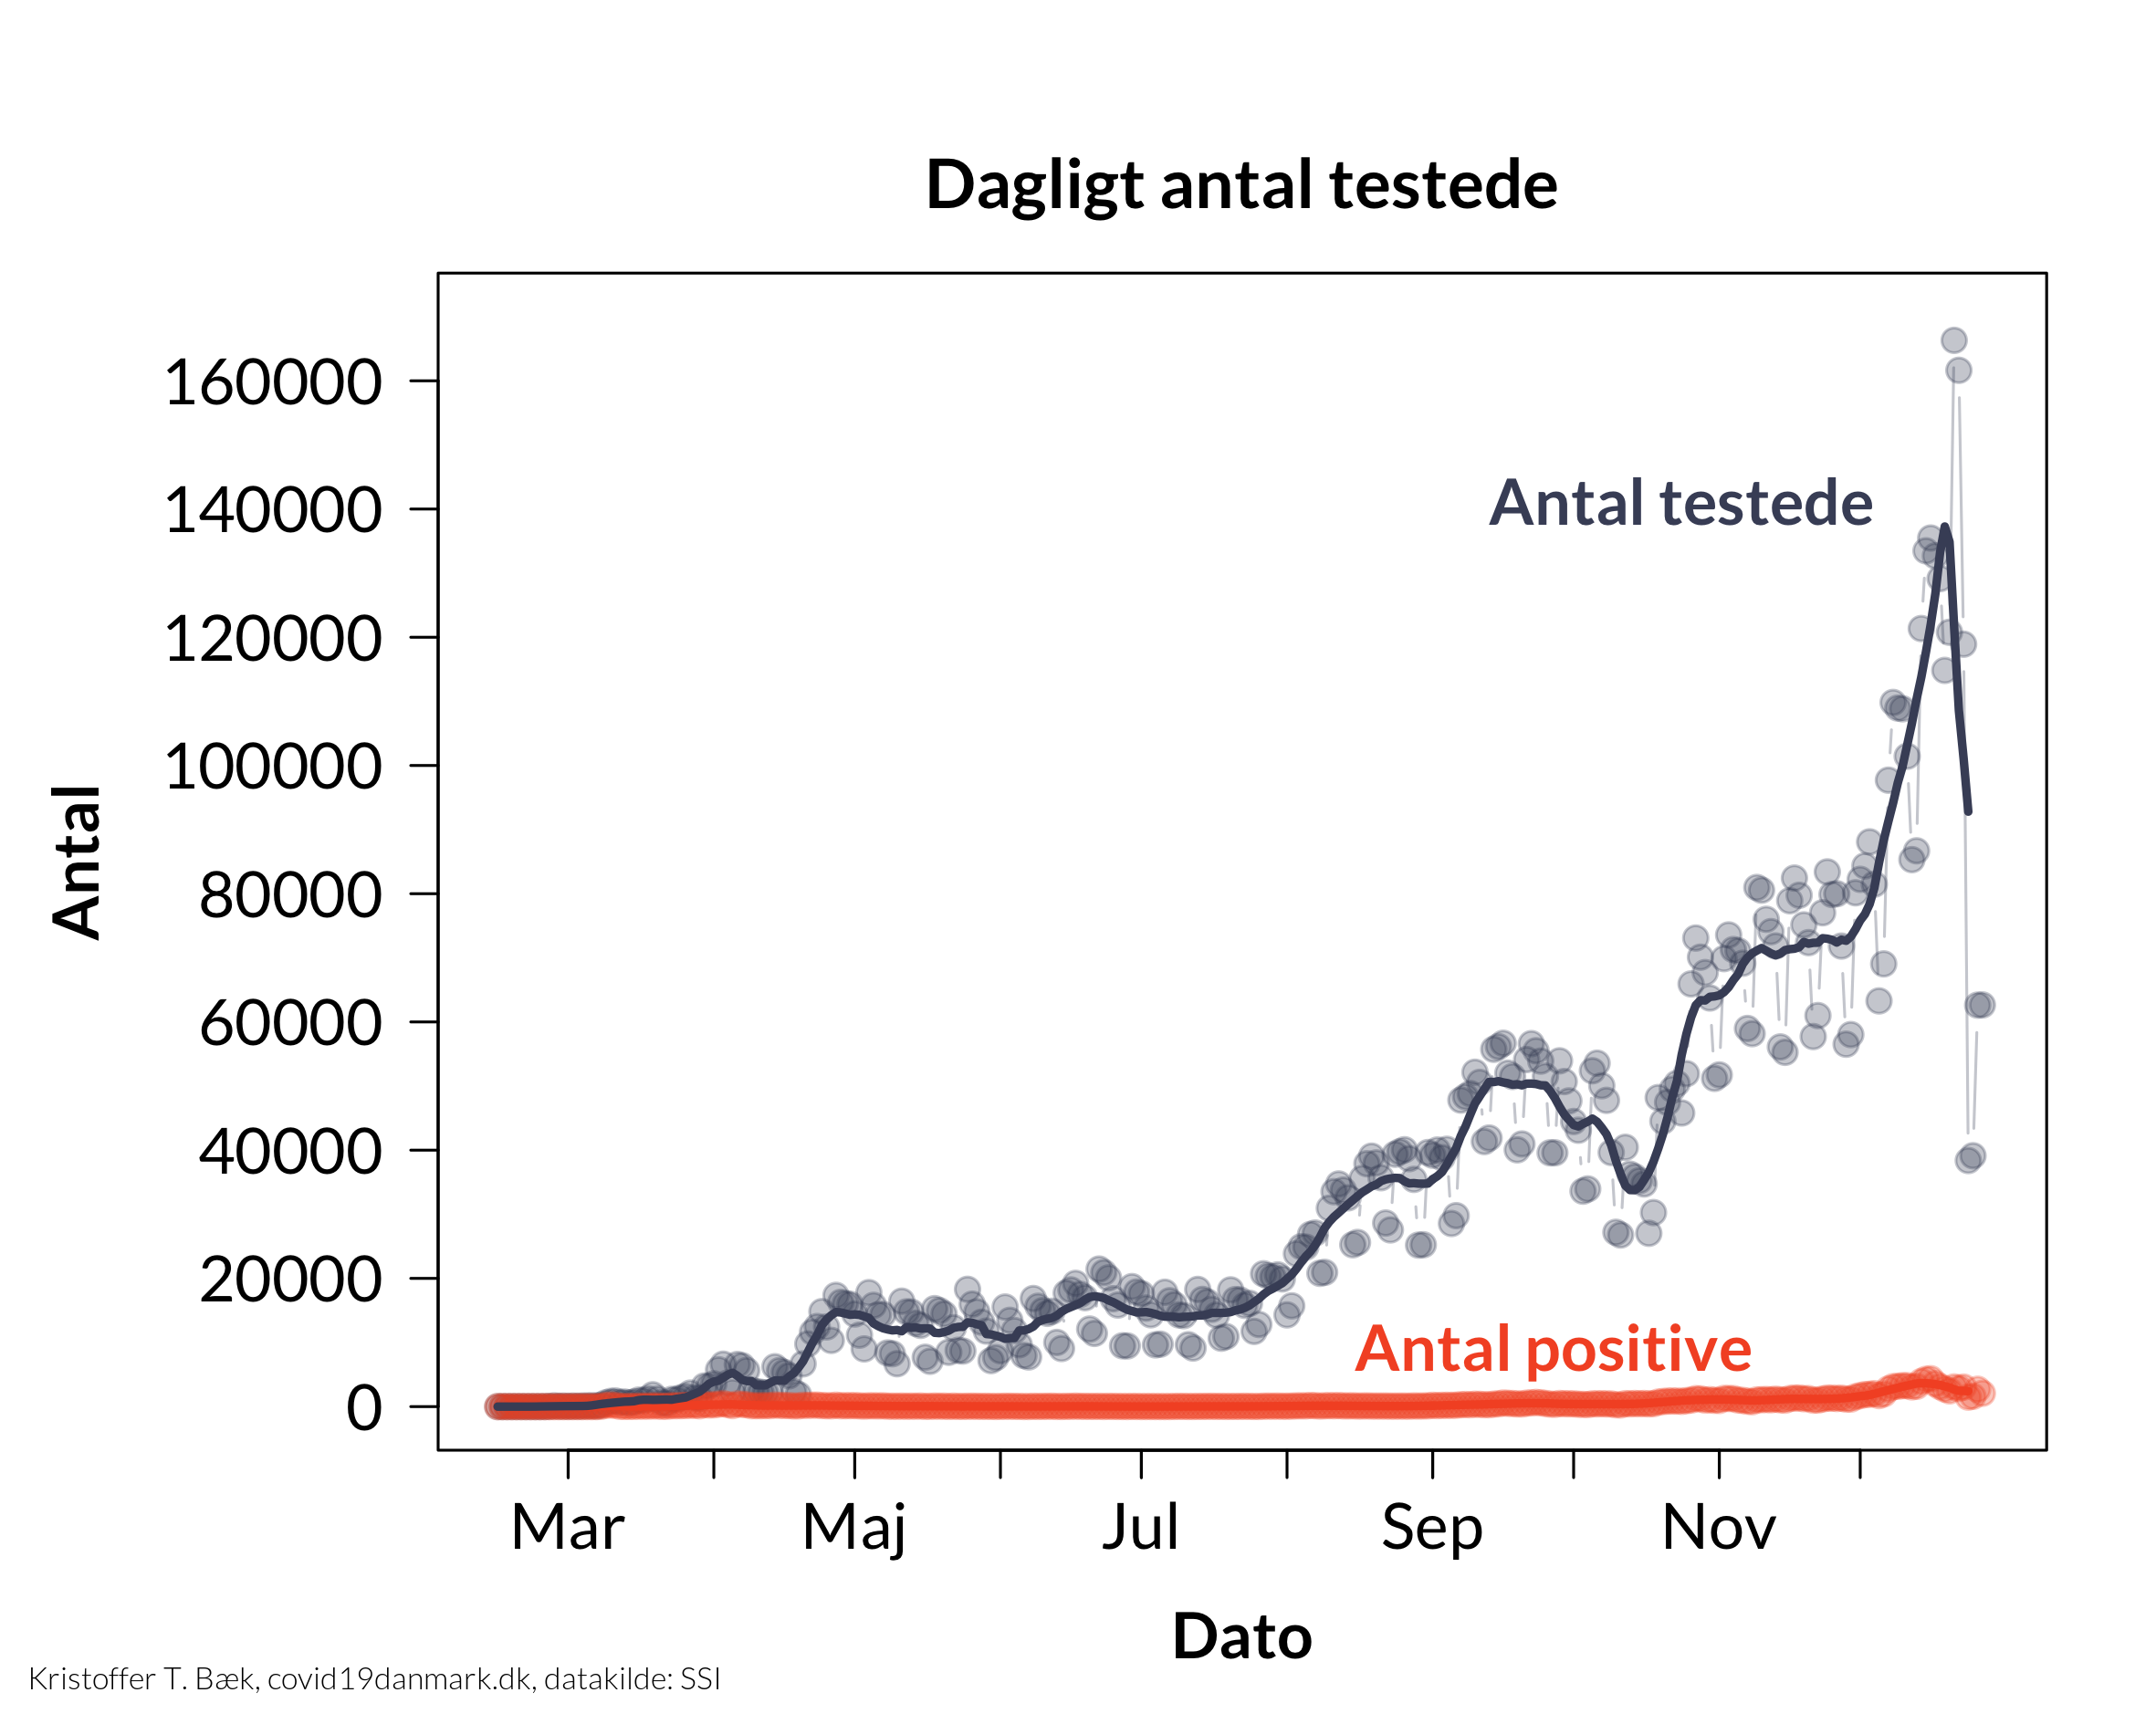 Dagligt antal testede
160000
140000
120000
100000
80000
60000
40000
20000
0
Antal
Antal testede
Antal positive
Mar Maj Jul Sep Nov
Dato
Kristoffer T. Bæk, covid19danmark.dk, datakilde: SSI